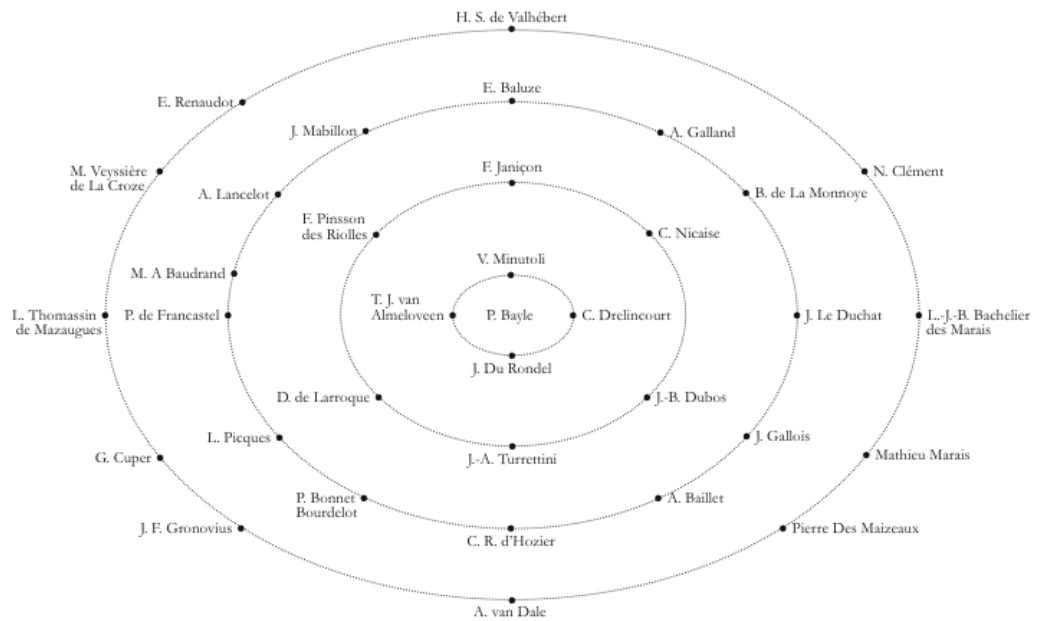 H. S. de Valhébert
E. Baluze
E. Renaudot
J. Mabillon
A. Galland
F. Janiçon
M. Veyssière
de La Croze
N. Clément
A. Lancelot
B. de La Monnoye
F. Pinsson
des Riolles
C. Nicaise
V. Minutoli
M. A Baudrand
T. J. van
Almeloveen
L. Thomassin
de Mazaugues
P. de Francastel
P. Bayle
C. Drelincourt
J. Le Duchat
L.-J.-B. Bachelier
des Marais
J. Du Rondel
D. de Larroque
J.-B. Dubos
L. Picques
J. Gallois
G. Cuper
J.-A. Turrettini
Mathieu Marais
P. Bonnet
Bourdelot
A. Baillet
J. F. Gronovius
C. R. d'Hozier
Pierre Des Maizeaux
A. van Dale